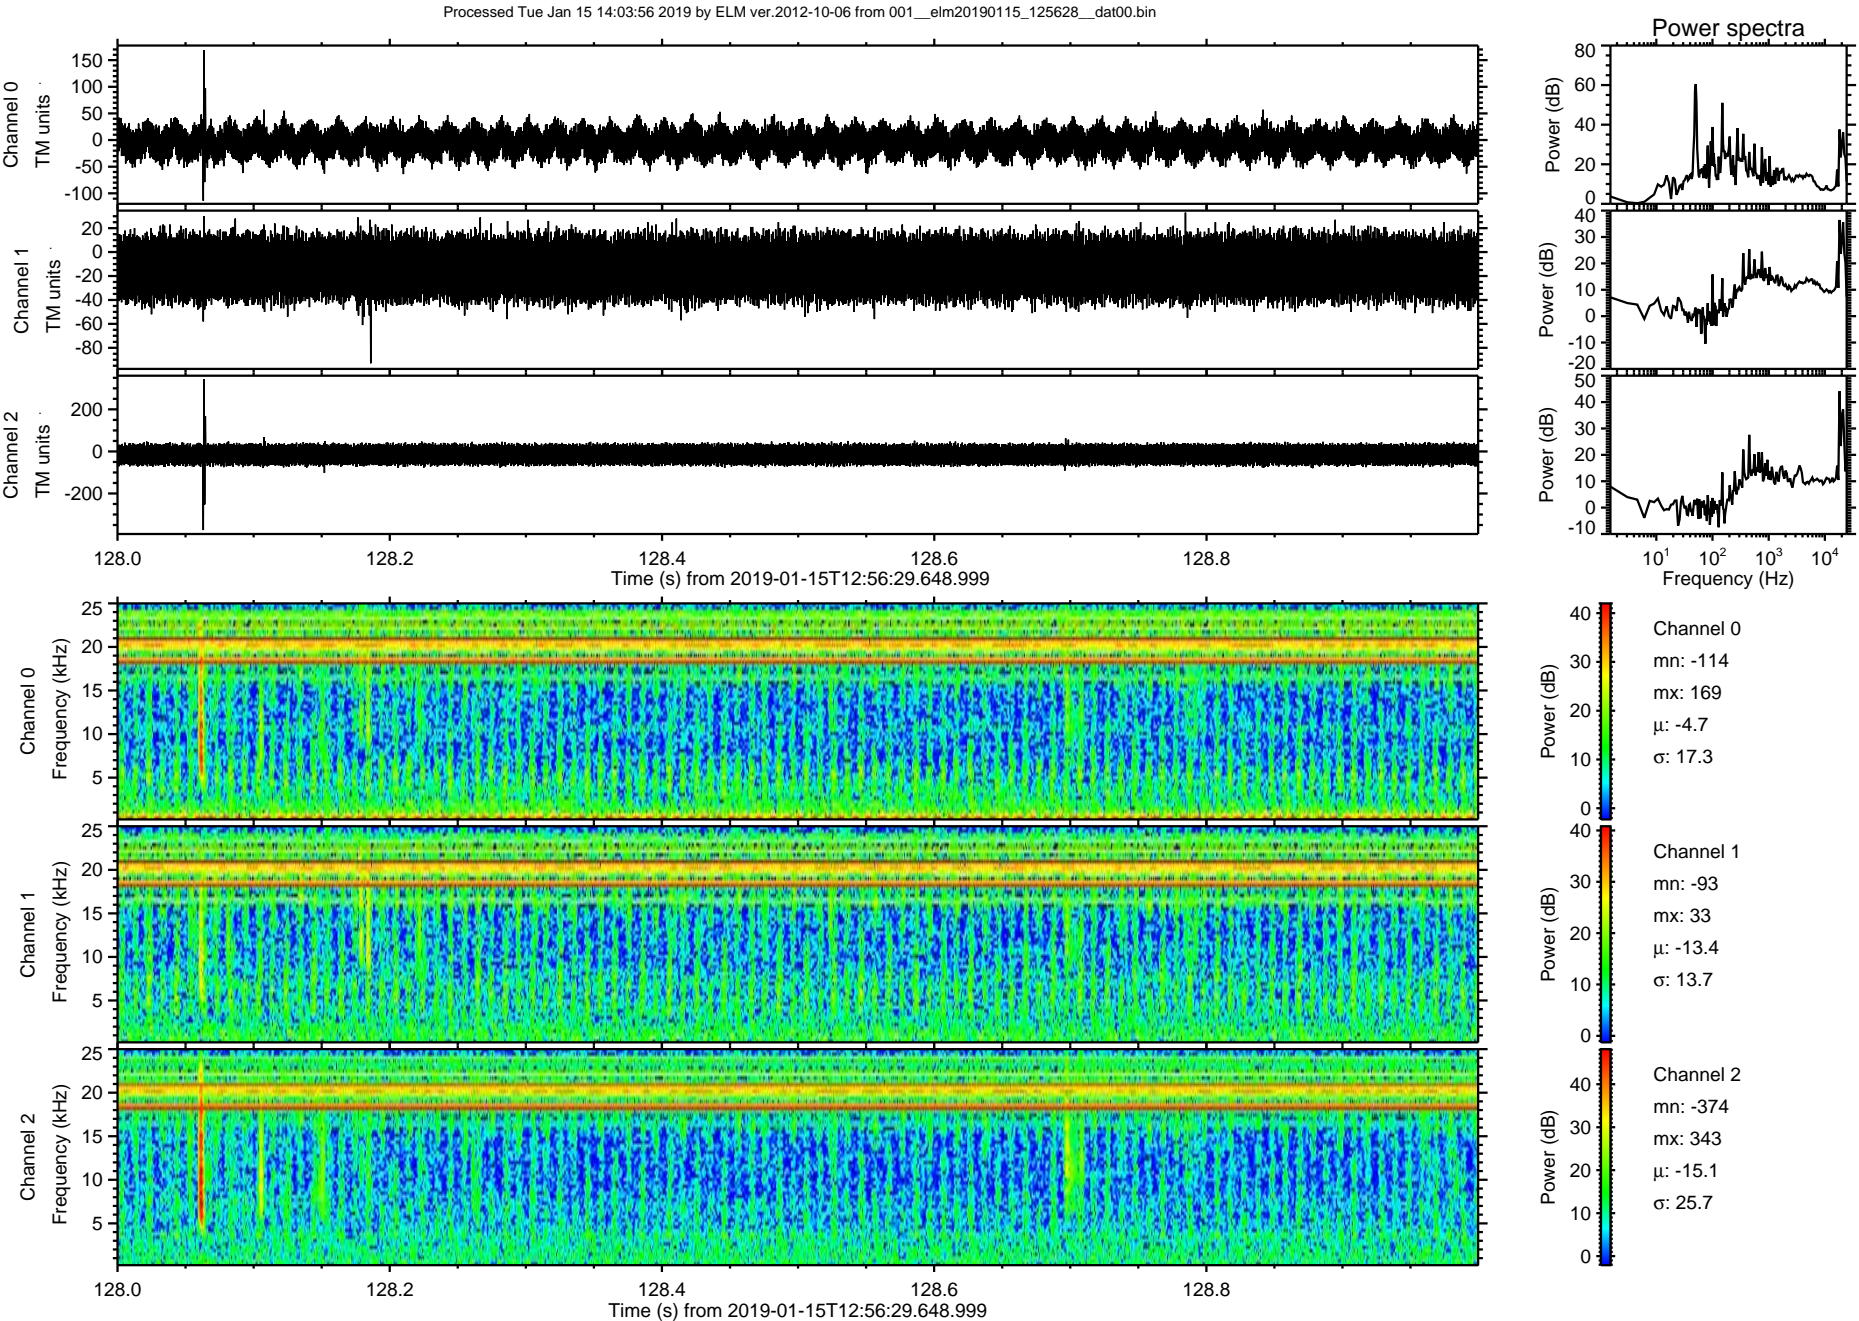 Processed Tue Jan 15 14:03:56 2019 by ELM ver.2012-10-06 from 001__elm20190115_125628__dat00.bin
Power spectra
Channel 0
TM units
150
100
50
0
-50
-100
Power (dB)
80
60
40
20
0
Channel 1
TM units
20
0
-20
-40
-60
-80
Power (dB)
40
30
20
10
0
-10
-20
Channel 2
TM units
200
0
-200
Power (dB)
50
40
30
20
10
0
-10
128.0 128.2 128.4 128.6 128.8
Time (s) from 2019-01-15T12:56:29.648.999
10¹ 10² 10³ 10⁴
Frequency (Hz)
Channel 0
Frequency (kHz)
25
20
15
10
5
Power (dB)
40
30
20
10
0
Channel 0
mn: -114
mx: 169
μ: -4.7
σ: 17.3
Channel 1
Frequency (kHz)
25
20
15
10
5
Power (dB)
40
30
20
10
0
Channel 1
mn: -93
mx: 33
μ: -13.4
σ: 13.7
Channel 2
Frequency (kHz)
25
20
15
10
5
Power (dB)
40
30
20
10
0
Channel 2
mn: -374
mx: 343
μ: -15.1
σ: 25.7
128.0 128.2 128.4 128.6 128.8
Time (s) from 2019-01-15T12:56:29.648.999